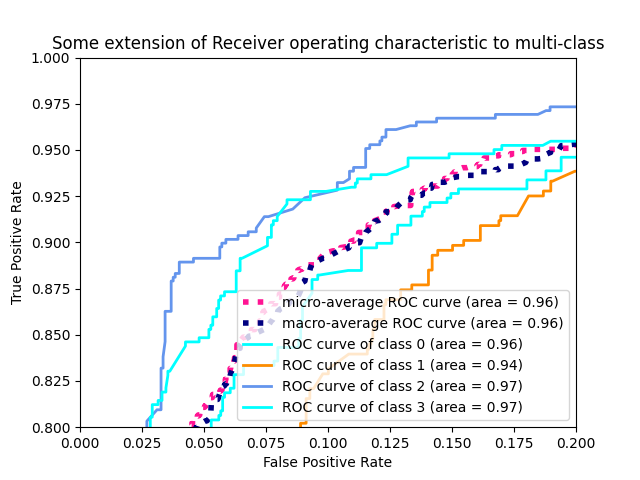 Some extension of Receiver operating characteristic to multi-class
1.000
0.975
0.950
0.925
0.900
0.875
0.850
0.825
0.800
True Positive Rate
micro-average ROC curve (area = 0.96)
macro-average ROC curve (area = 0.96)
ROC curve of class 0 (area = 0.96)
ROC curve of class 1 (area = 0.94)
ROC curve of class 2 (area = 0.97)
ROC curve of class 3 (area = 0.97)
0.000 0.025 0.050 0.075 0.100 0.125 0.150 0.175 0.200
False Positive Rate